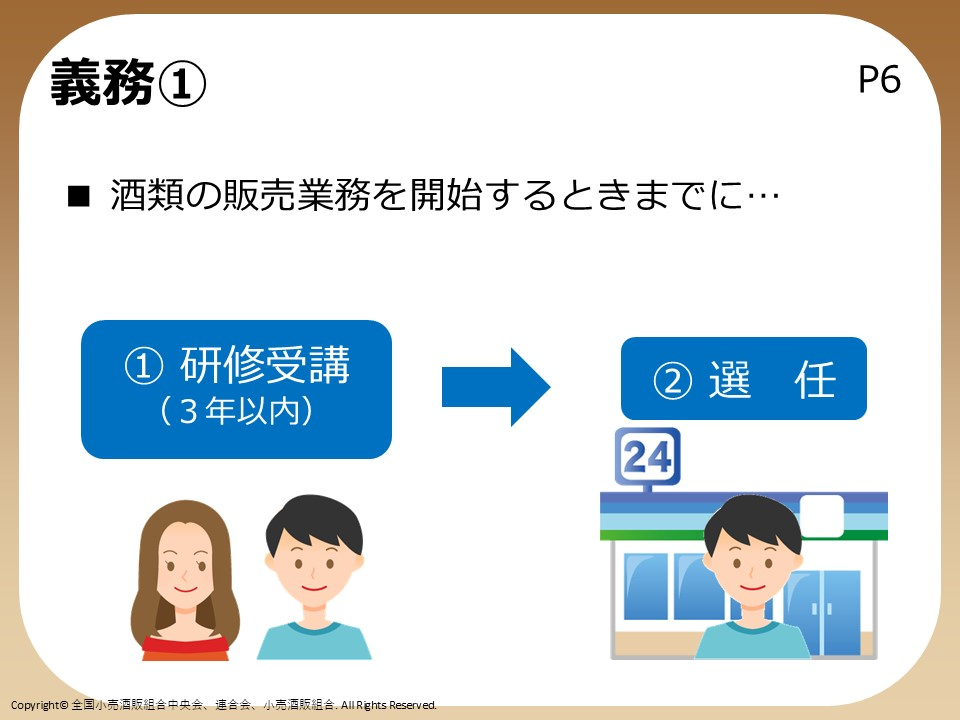 義務①
P6
■ 酒類の販売業務を開始するときまでに…
① 研修受講
（３年以内）
② 選　任
24
Copyright© 全国小売酒販組合中央会、連合会、小売酒販組合. All Rights Reserved.